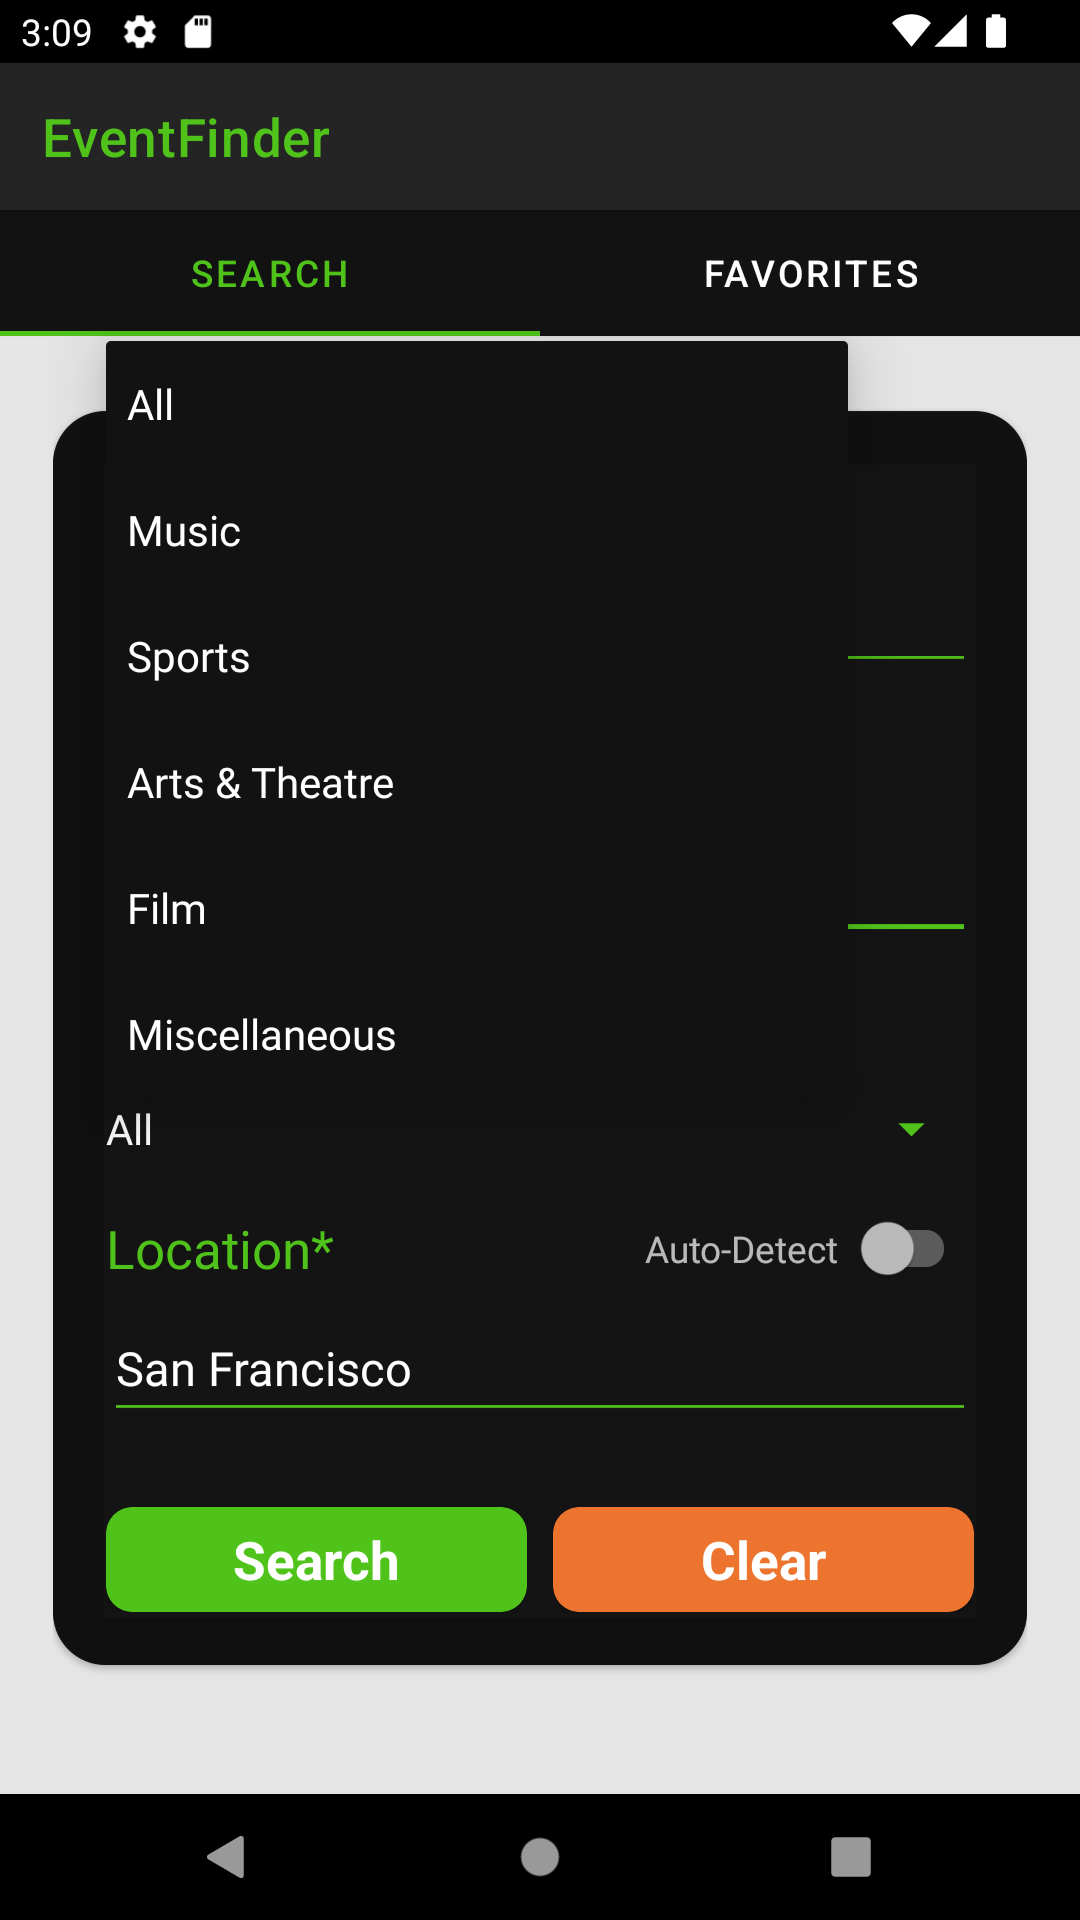 3:09
EventFinder
SEARCH
FAVORITES
All
Music
Sports
Arts & Theatre
Film
Miscellaneous
All
Location*
Auto-Detect
San Francisco
Search
Clear